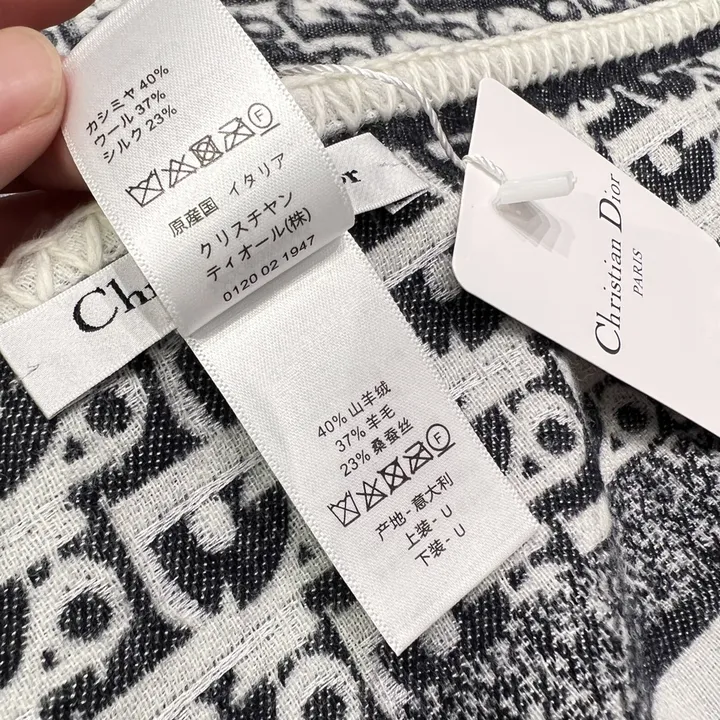 カシミヤ 40%
ウール 37%
シルク 23%
F
原産国 イタリア
クリスチャン
ディオール(株)
0120 02 1947
Ch
or
Christian Dior
PARIS
40% 山羊绒
37% 羊毛
23% 桑蚕丝
F
产地- 意大利
上装- U
下装- U